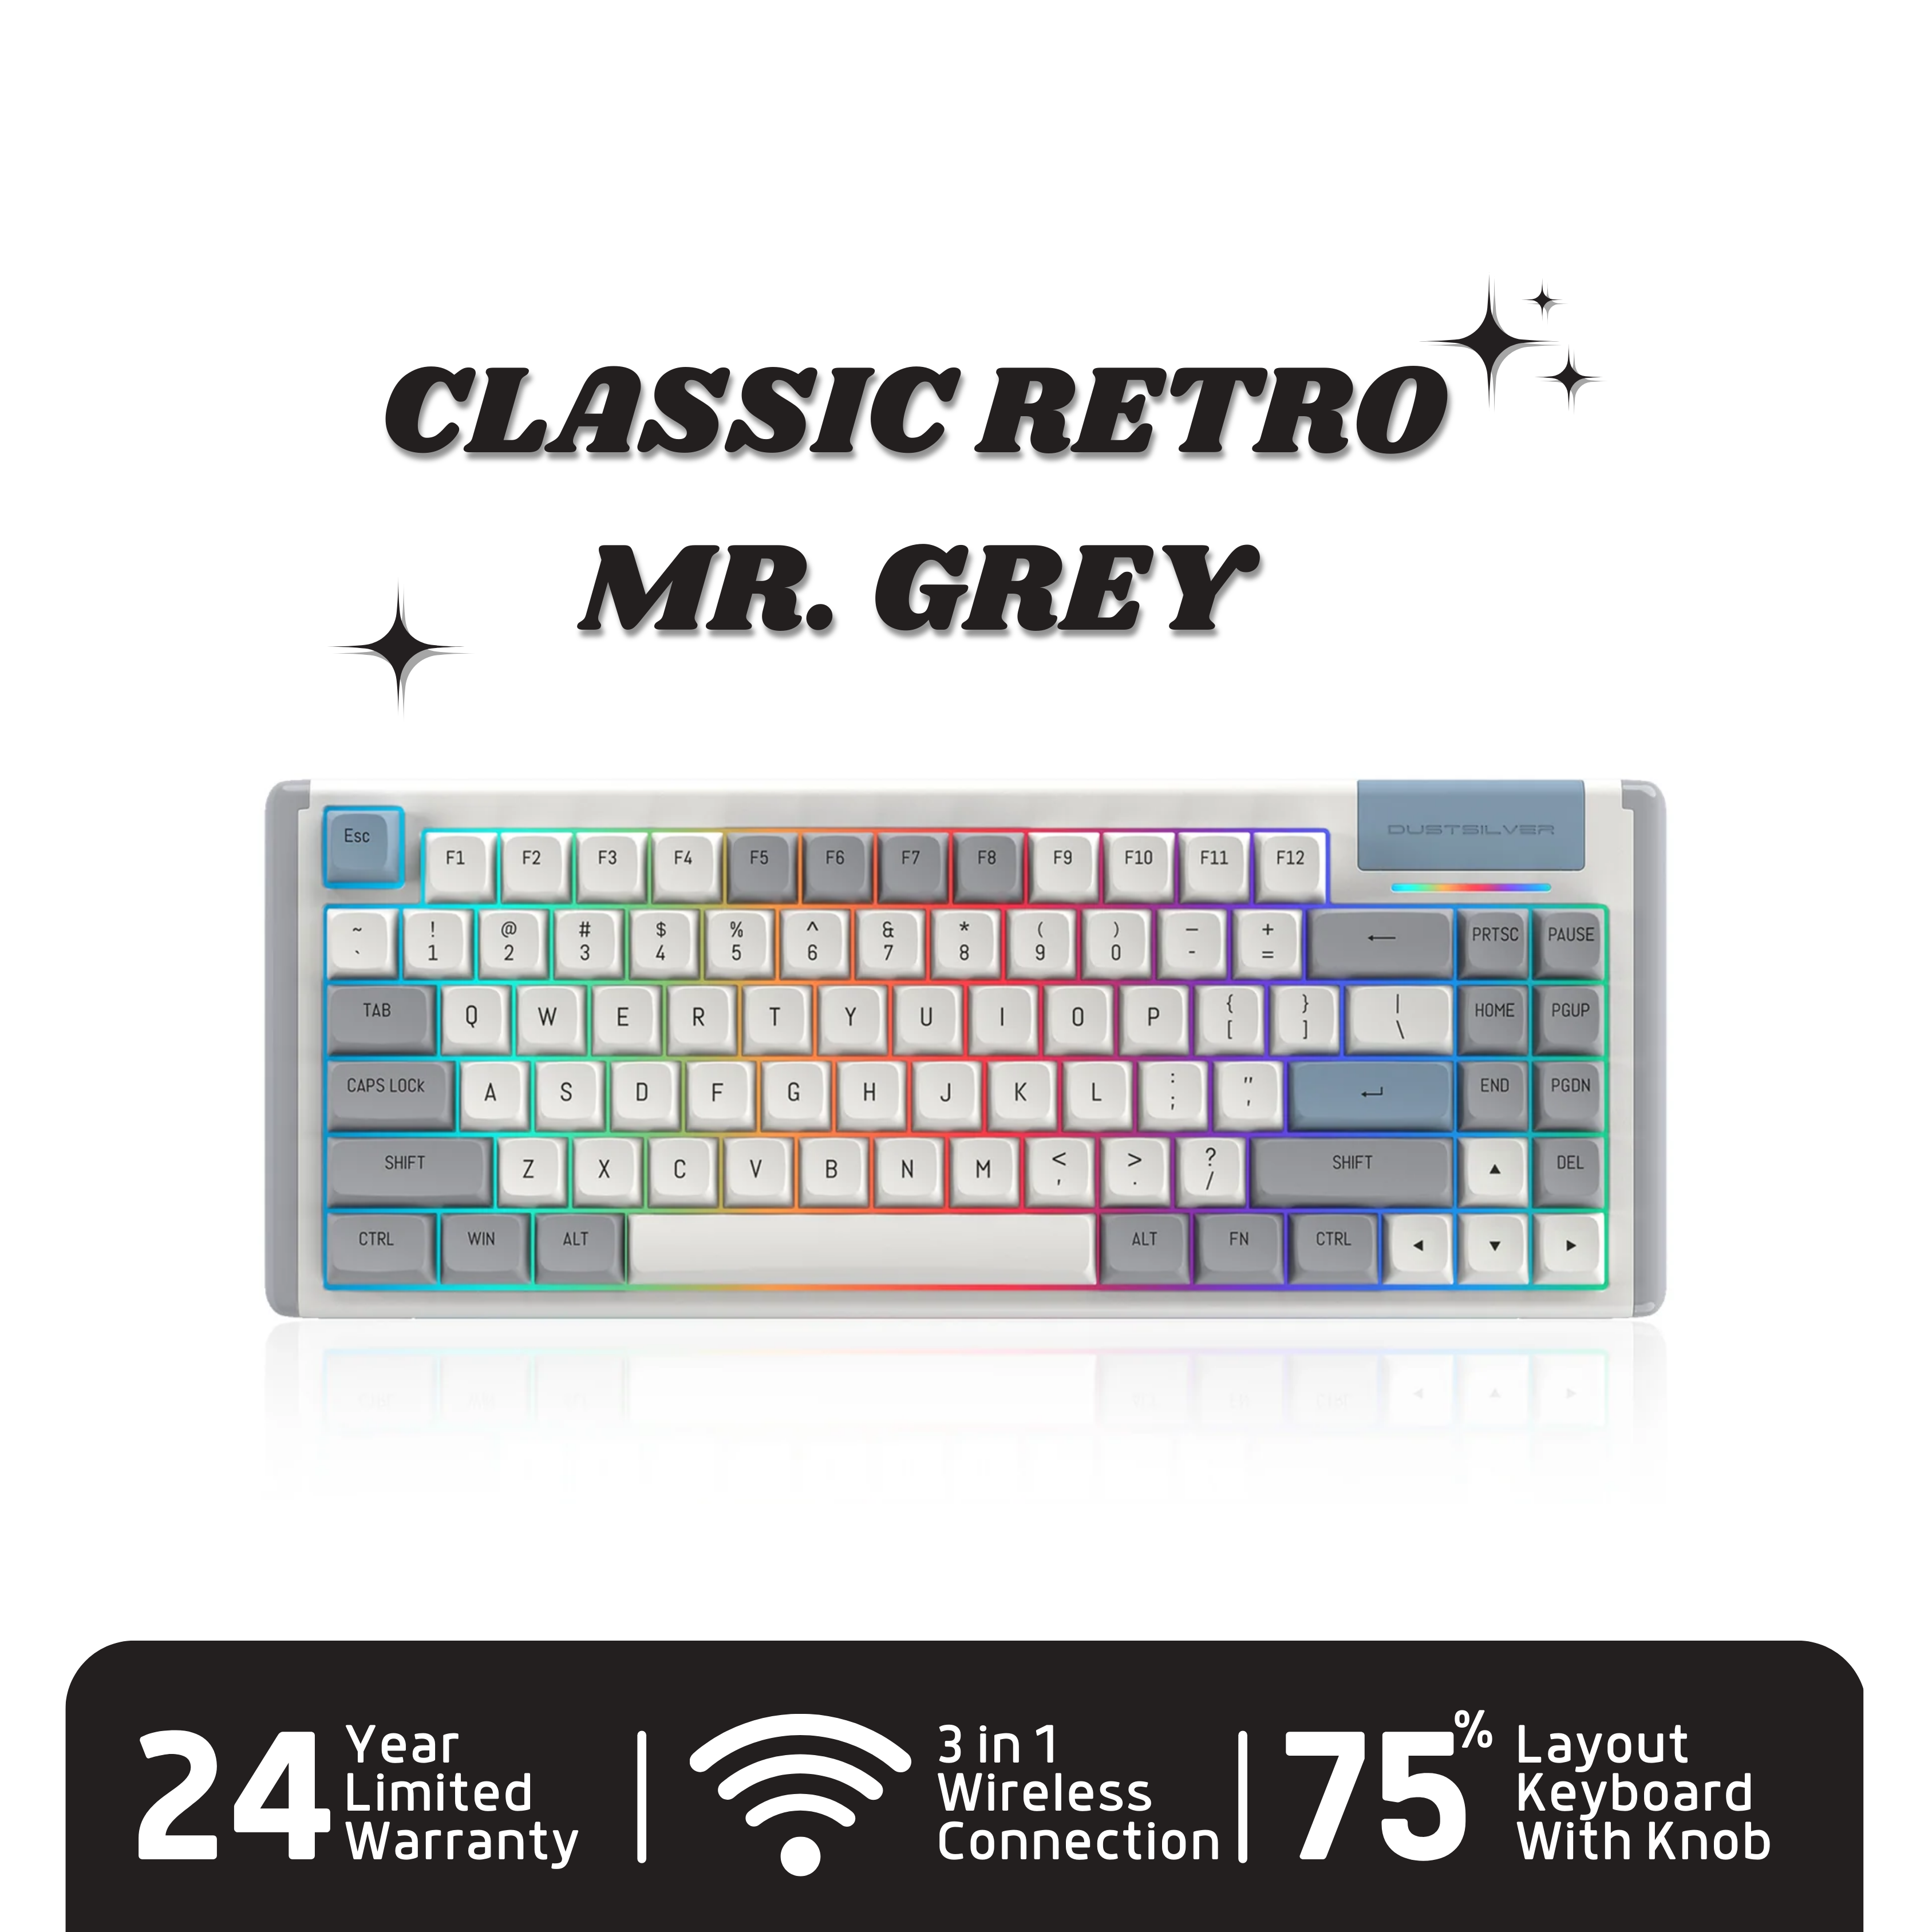 CLASSIC RETRO
MR. GREY
DUSTSILVER
Esc F1 F2 F3 F4 F5 F6 F7 F8 F9 F10 F11 F12
~ ! @ # $ % ^ & * ( ) — +
` 1 2 3 4 5 6 7 8 9 0 - = ← PRTSC PAUSE
TAB Q W E R T Y U I O P { } | HOME PGUP
[ ] \
CAPS LOCK A S D F G H J K L : " ↵ END PGDN
; '
SHIFT Z X C V B N M < > ? SHIFT ▲ DEL
, . /
CTRL WIN ALT ALT FN CTRL ◄ ▼ ►
24 Year
Limited
Warranty
3 in 1
Wireless
Connection
75% Layout
Keyboard
With Knob